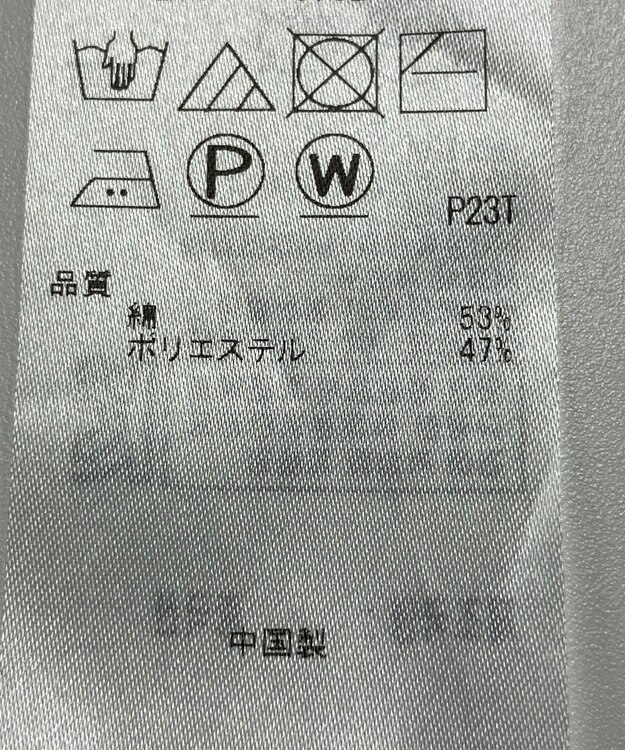 P W
P23T
品質
綿 53%
ポリエステル 47%
中国製